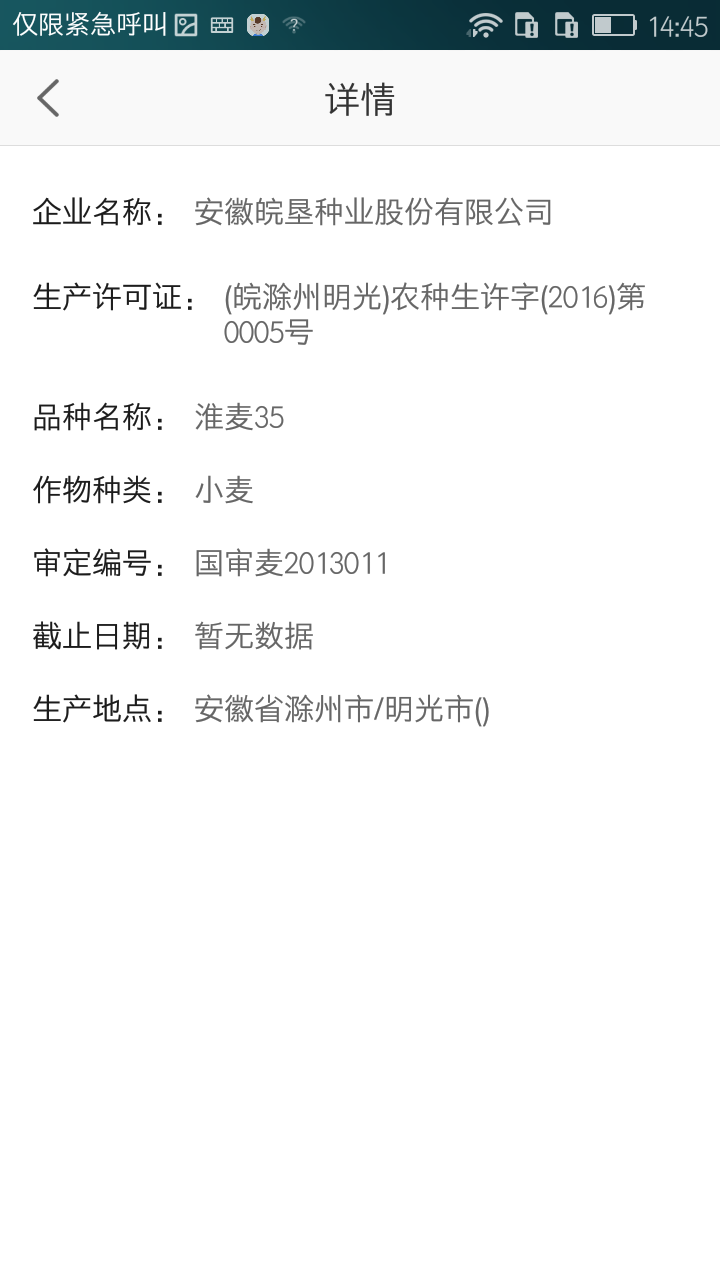 仅限紧急呼叫 14:45
详情
企业名称： 安徽皖垦种业股份有限公司
生产许可证： (皖滁州明光)农种生许字(2016)第
0005号
品种名称： 淮麦35
作物种类： 小麦
审定编号： 国审麦2013011
截止日期： 暂无数据
生产地点： 安徽省滁州市/明光市()